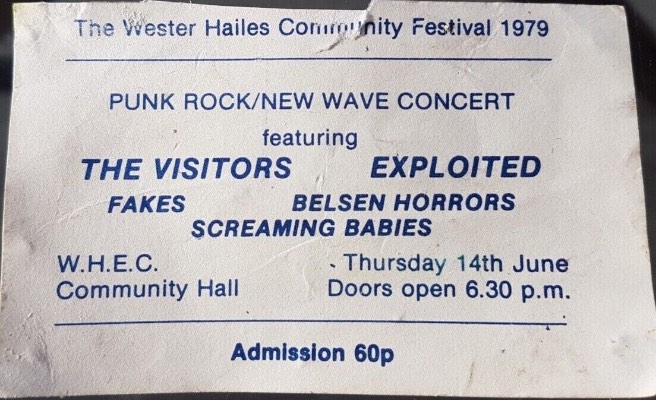 The Wester Hailes Community Festival 1979
PUNK ROCK/NEW WAVE CONCERT
featuring
THE VISITORS EXPLOITED
FAKES BELSEN HORRORS
SCREAMING BABIES
W.H.E.C. Thursday 14th June
Community Hall Doors open 6.30 p.m.
Admission 60p